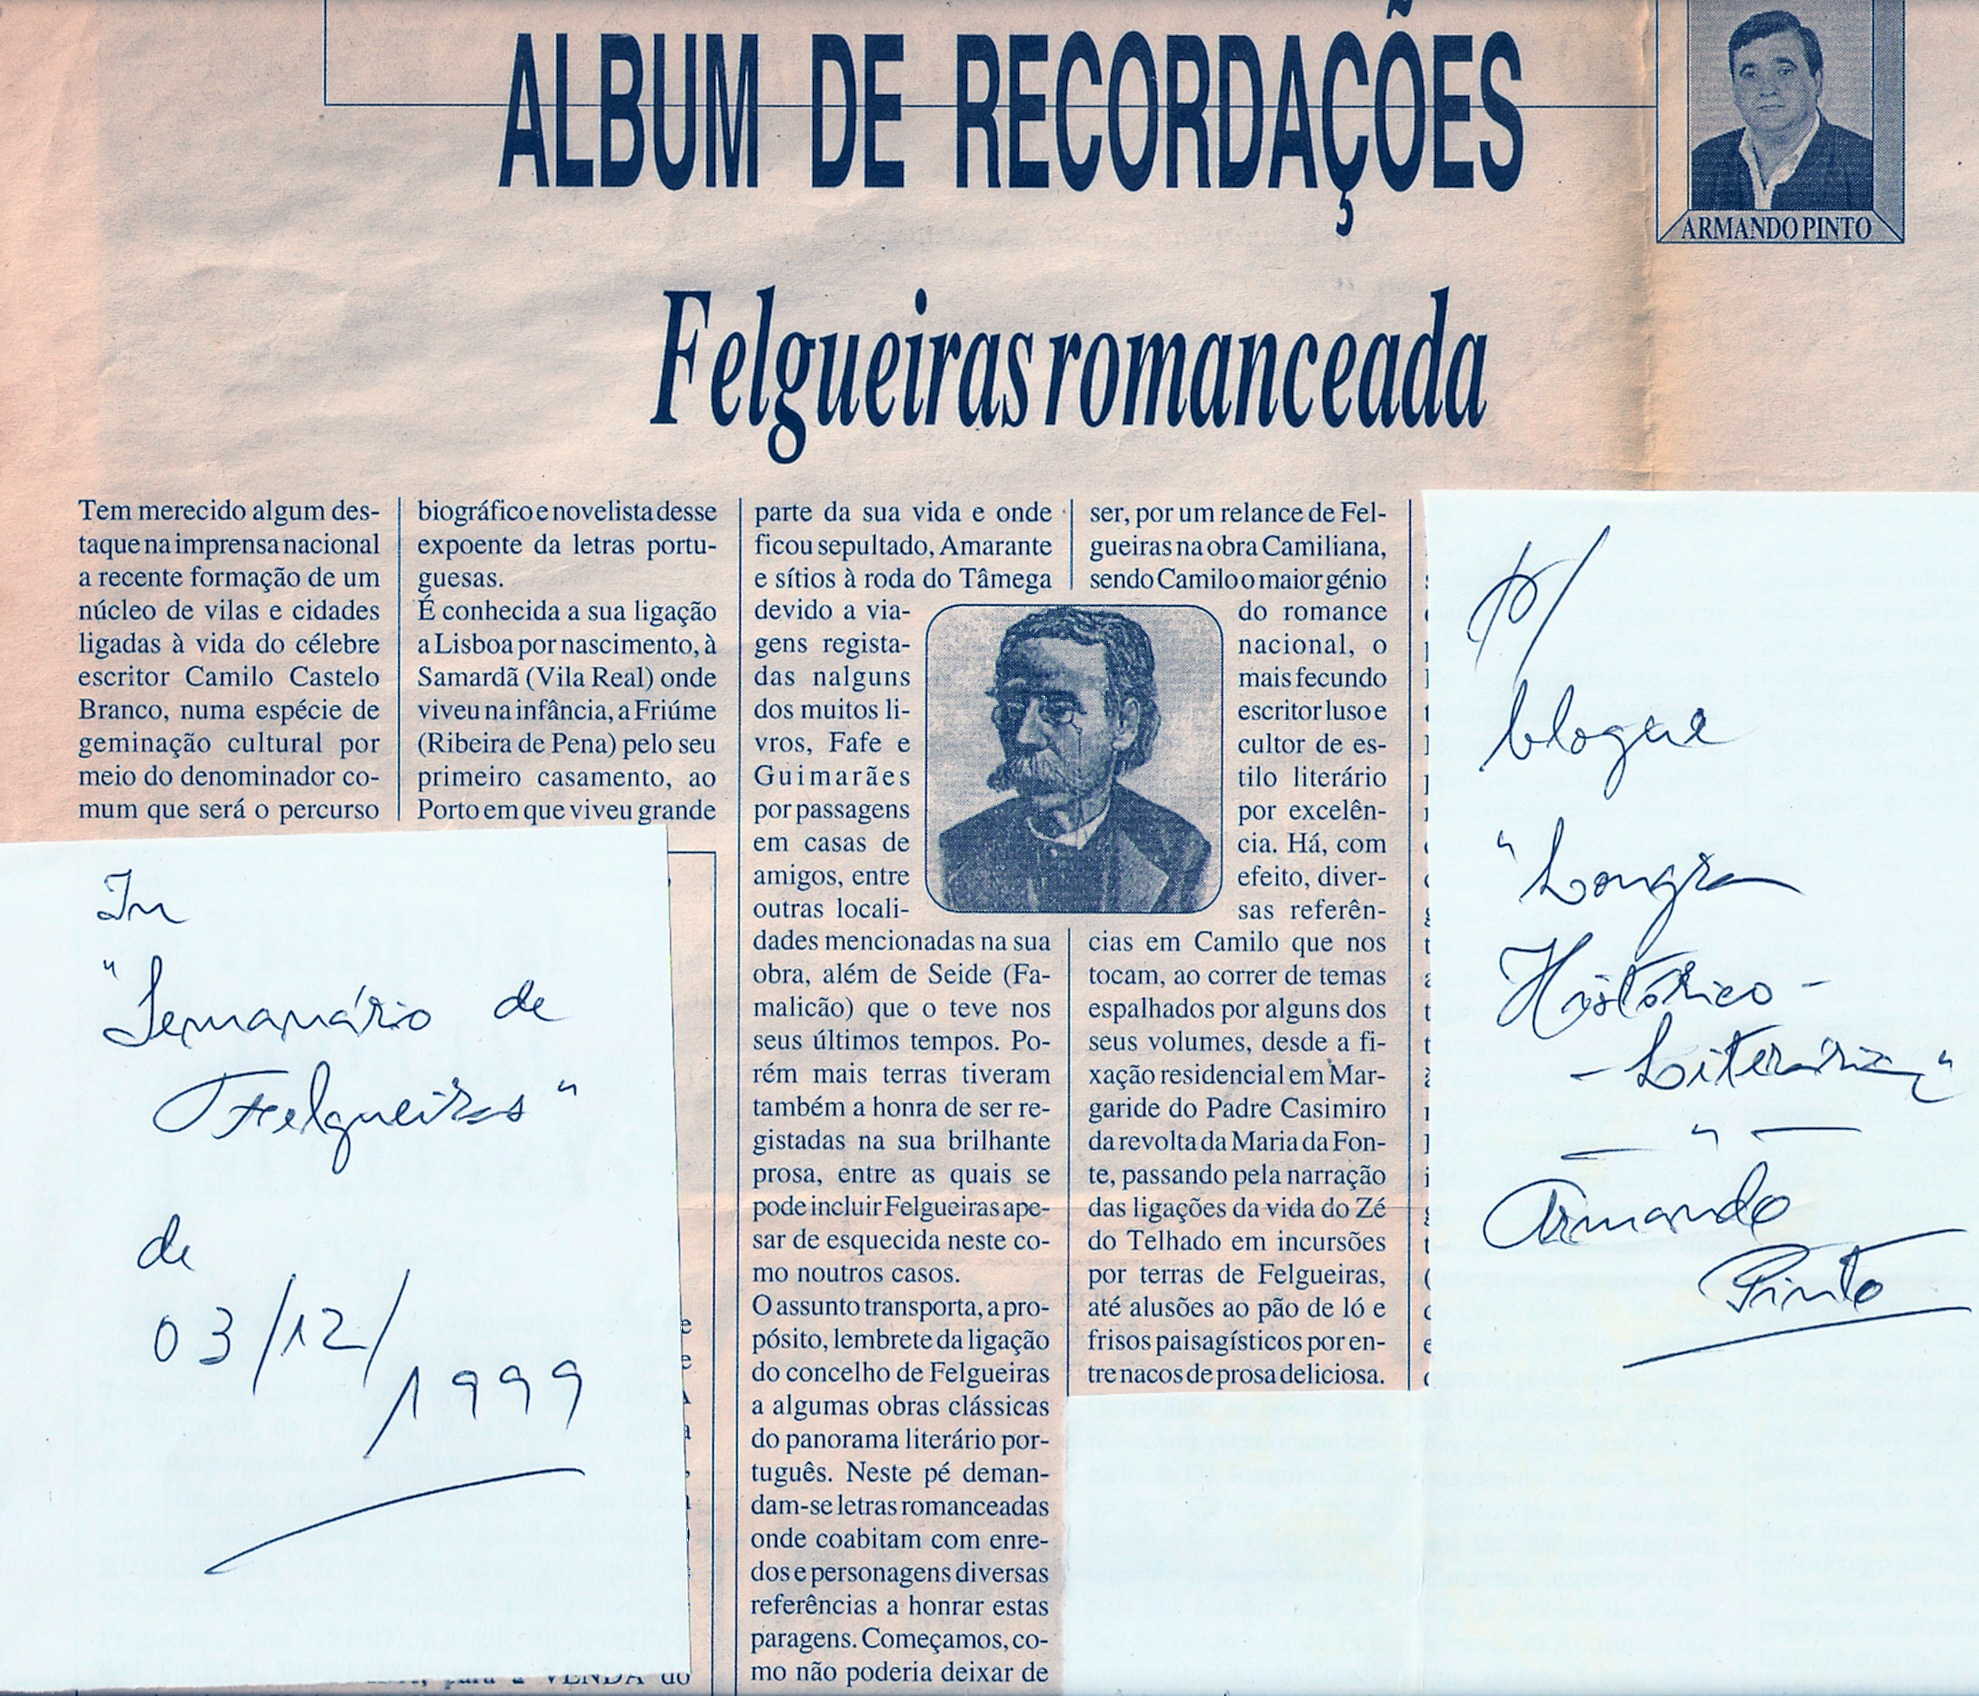 ALBUM DE RECORDAÇÕES
ARMANDO PINTO
Felgueiras romanceada
Tem merecido algum des-
taque na imprensa nacional
a recente formação de um
núcleo de vilas e cidades
ligadas à vida do célebre
escritor Camilo Castelo
Branco, numa espécie de
geminação cultural por
meio do denominador co-
mum que será o percurso
biográfico e novelista desse
expoente da letras portu-
guesas.
É conhecida a sua ligação
a Lisboa por nascimento, à
Samardã (Vila Real) onde
viveu na infância, a Friúme
(Ribeira de Pena) pelo seu
primeiro casamento, ao
Porto em que viveu grande
parte da sua vida e onde
ficou sepultado, Amarante
e sítios à roda do Tâmega
devido a via-
gens regista-
das nalguns
dos muitos li-
vros, Fafe e
Guimarães
por passagens
em casas de
amigos, entre
outras locali-
dades mencionadas na sua
obra, além de Seide (Fa-
malicão) que o teve nos
seus últimos tempos. Po-
rém mais terras tiveram
também a honra de ser re-
gistadas na sua brilhante
prosa, entre as quais se
pode incluir Felgueiras ape-
sar de esquecida neste co-
mo noutros casos.
O assunto transporta, a pro-
pósito, lembrete da ligação
do concelho de Felgueiras
a algumas obras clássicas
do panorama literário por-
tuguês. Neste pé deman-
dam-se letras romanceadas
onde coabitam com enre-
dos e personagens diversas
referências a honrar estas
paragens. Começamos, co-
mo não poderia deixar de
ser, por um relance de Fel-
gueiras na obra Camiliana,
sendo Camilo o maior génio
do romance
nacional, o
mais fecundo
escritor luso e
cultor de es-
tilo literário
por excelên-
cia. Há, com
efeito, diver-
sas referên-
cias em Camilo que nos
tocam, ao correr de temas
espalhados por alguns dos
seus volumes, desde a fi-
xação residencial em Mar-
garide do Padre Casimiro
da revolta da Maria da Fon-
te, passando pela narração
das ligações da vida do Zé
do Telhado em incursões
por terras de Felgueiras,
até alusões ao pão de ló e
frisos paisagísticos por en-
tre nacos de prosa deliciosa.
In
"Semanário de
Felgueiras"
de
03/12/
1999
p/
blogue
"Longra
Histórico-
-Literária"
— " —
Armando
Pinto
VENDA do